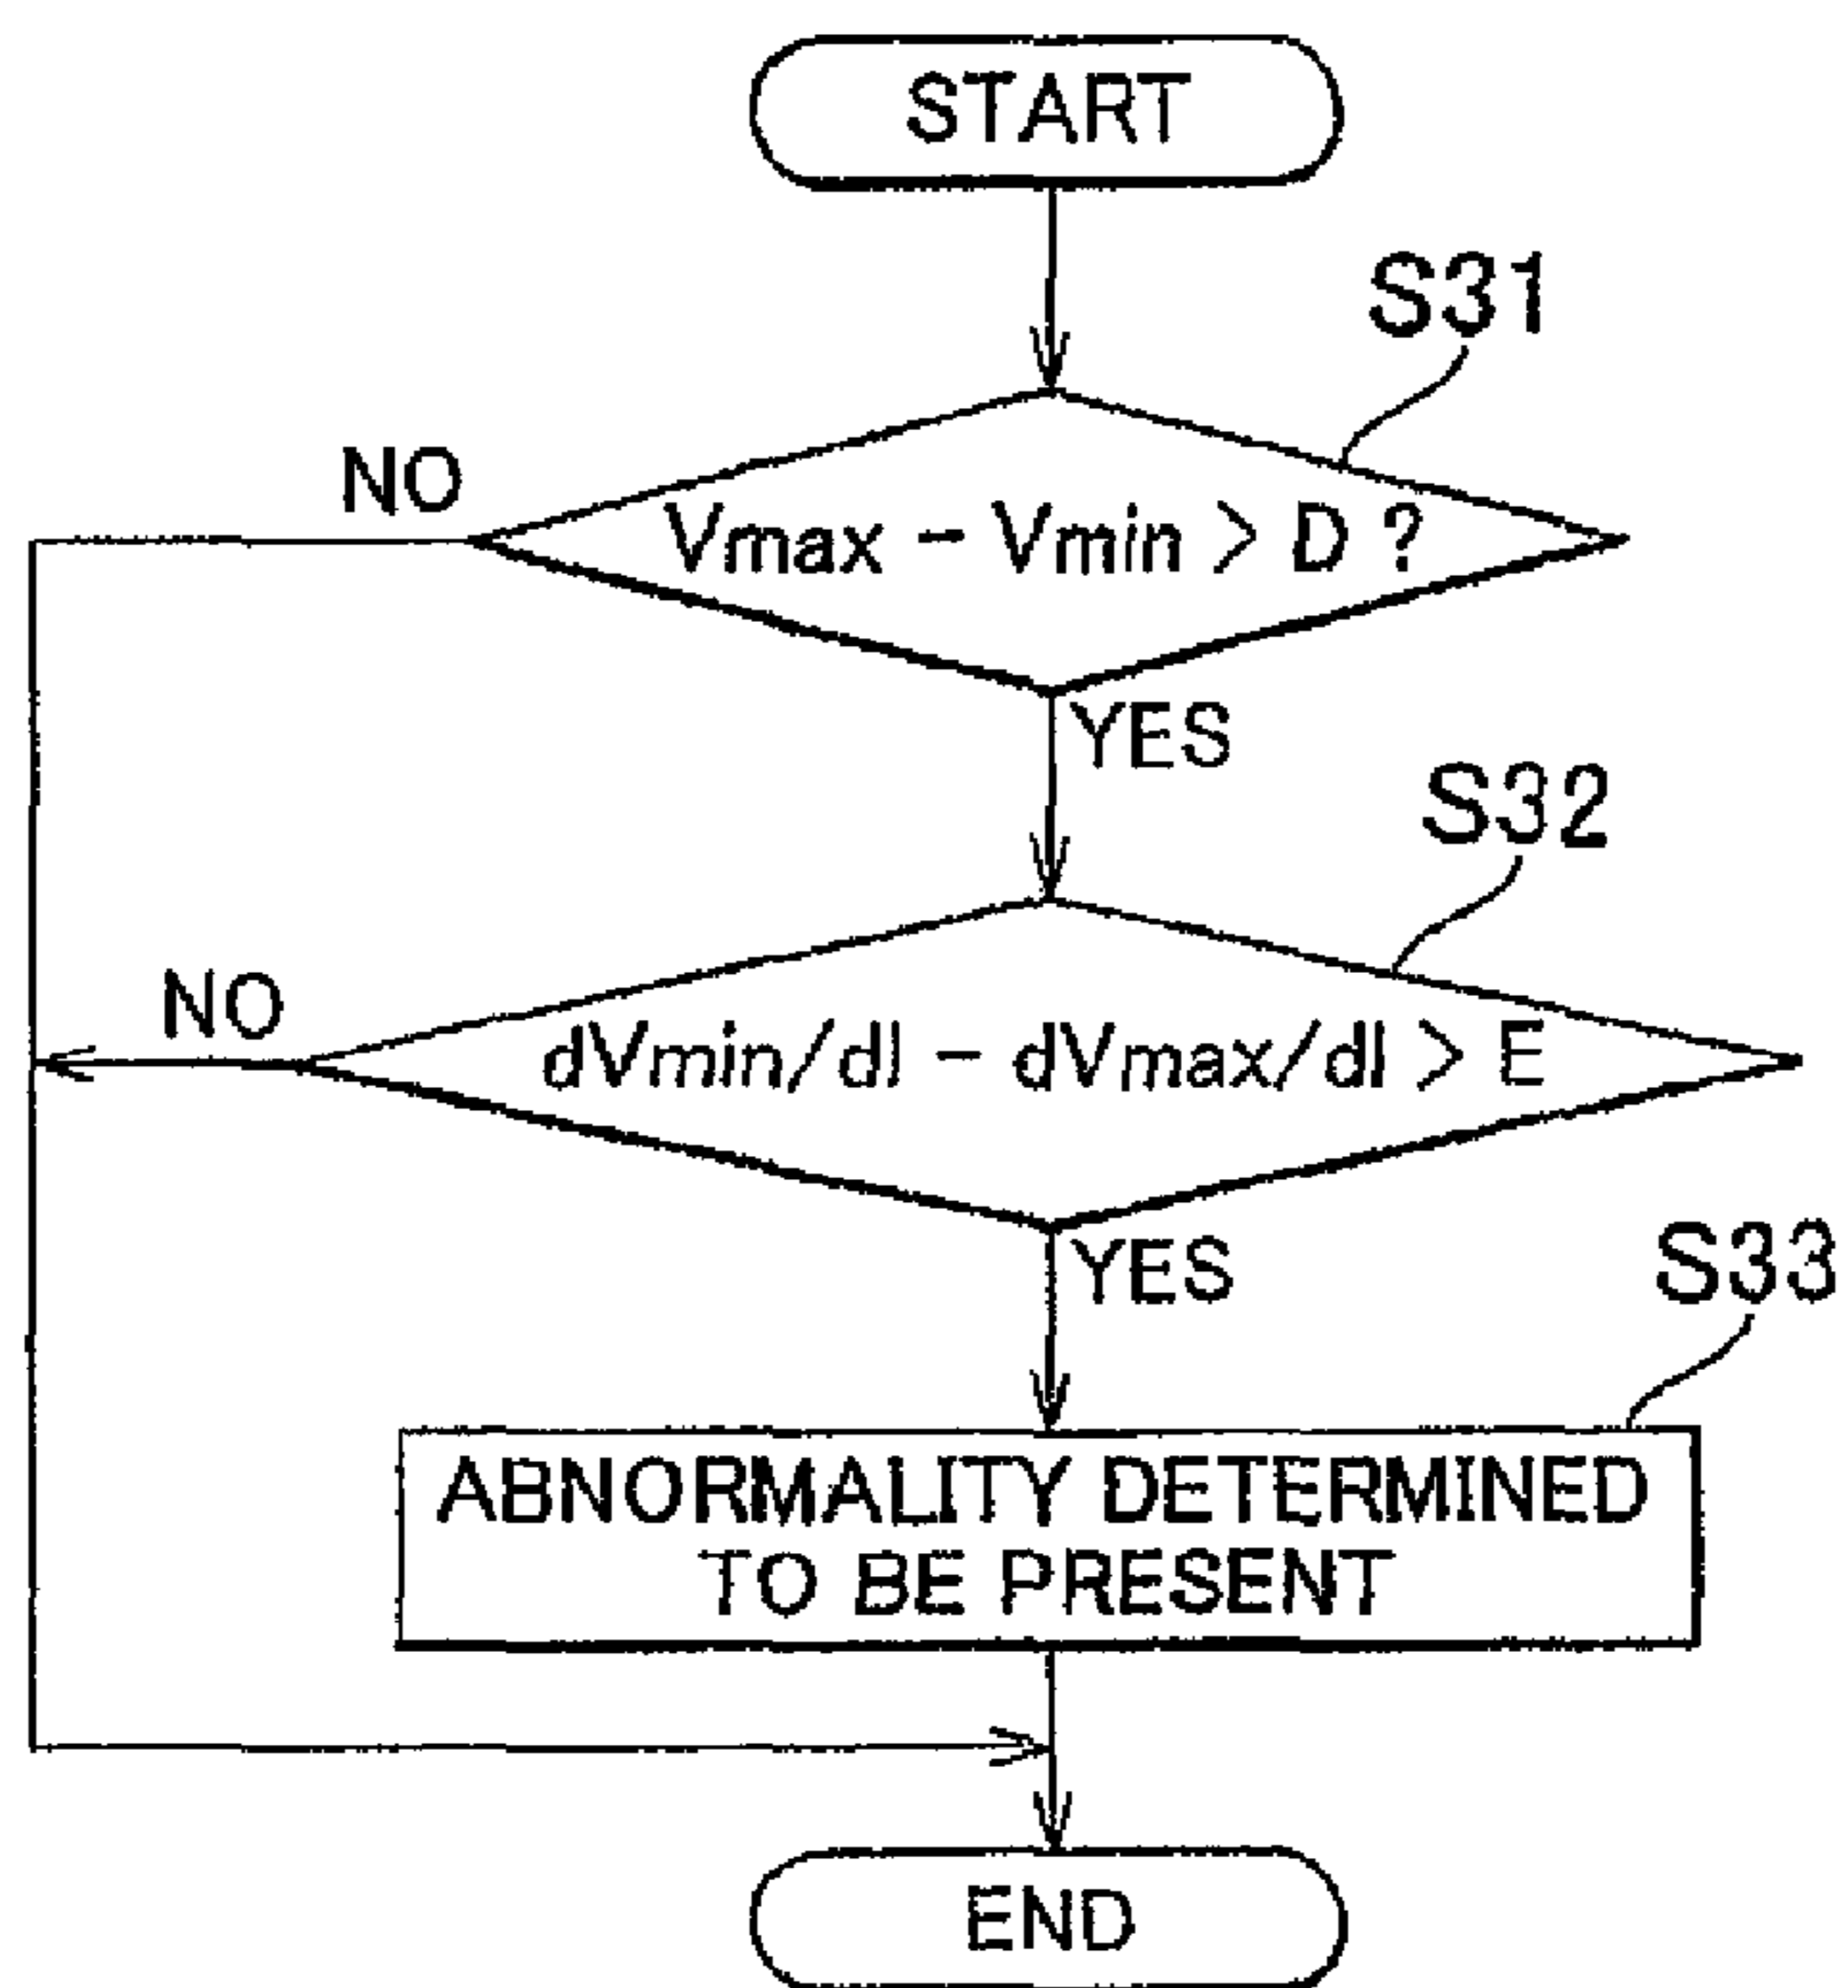 START
S31
NO
Vmax - Vmin > D ?
YES
S32
NO
dVmin/dI - dVmax/dI > E
YES
S33
ABNORMALITY DETERMINED
TO BE PRESENT
END